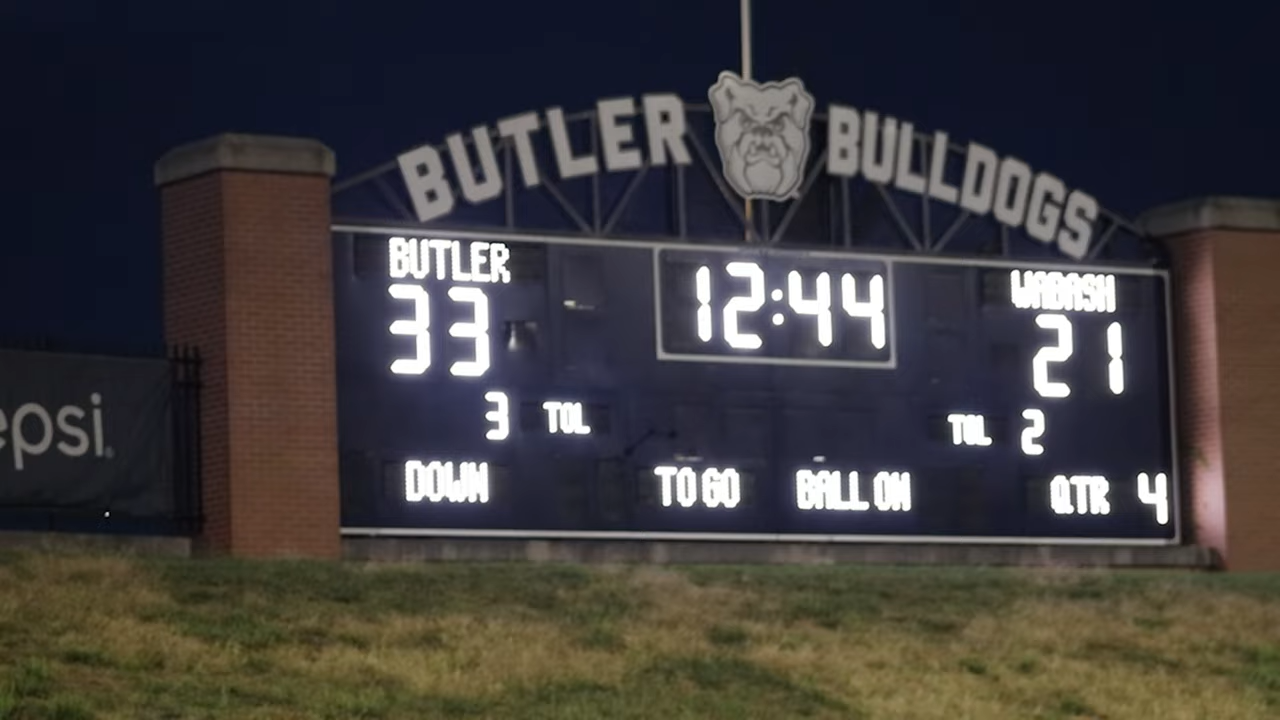 BUTLER BULLDOGS
BUTLER 12:44 WABASH
33 21
3 TOL TOL 2
DOWN TO GO BALL ON QTR 4
epsi